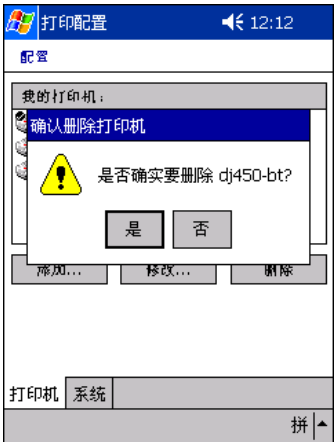 打印配置 12:12
配置
我的打印机：
确认删除打印机
是否确实要删除 dj450-bt?
是 否
添加... 修改... 删除
打印机 系统
拼